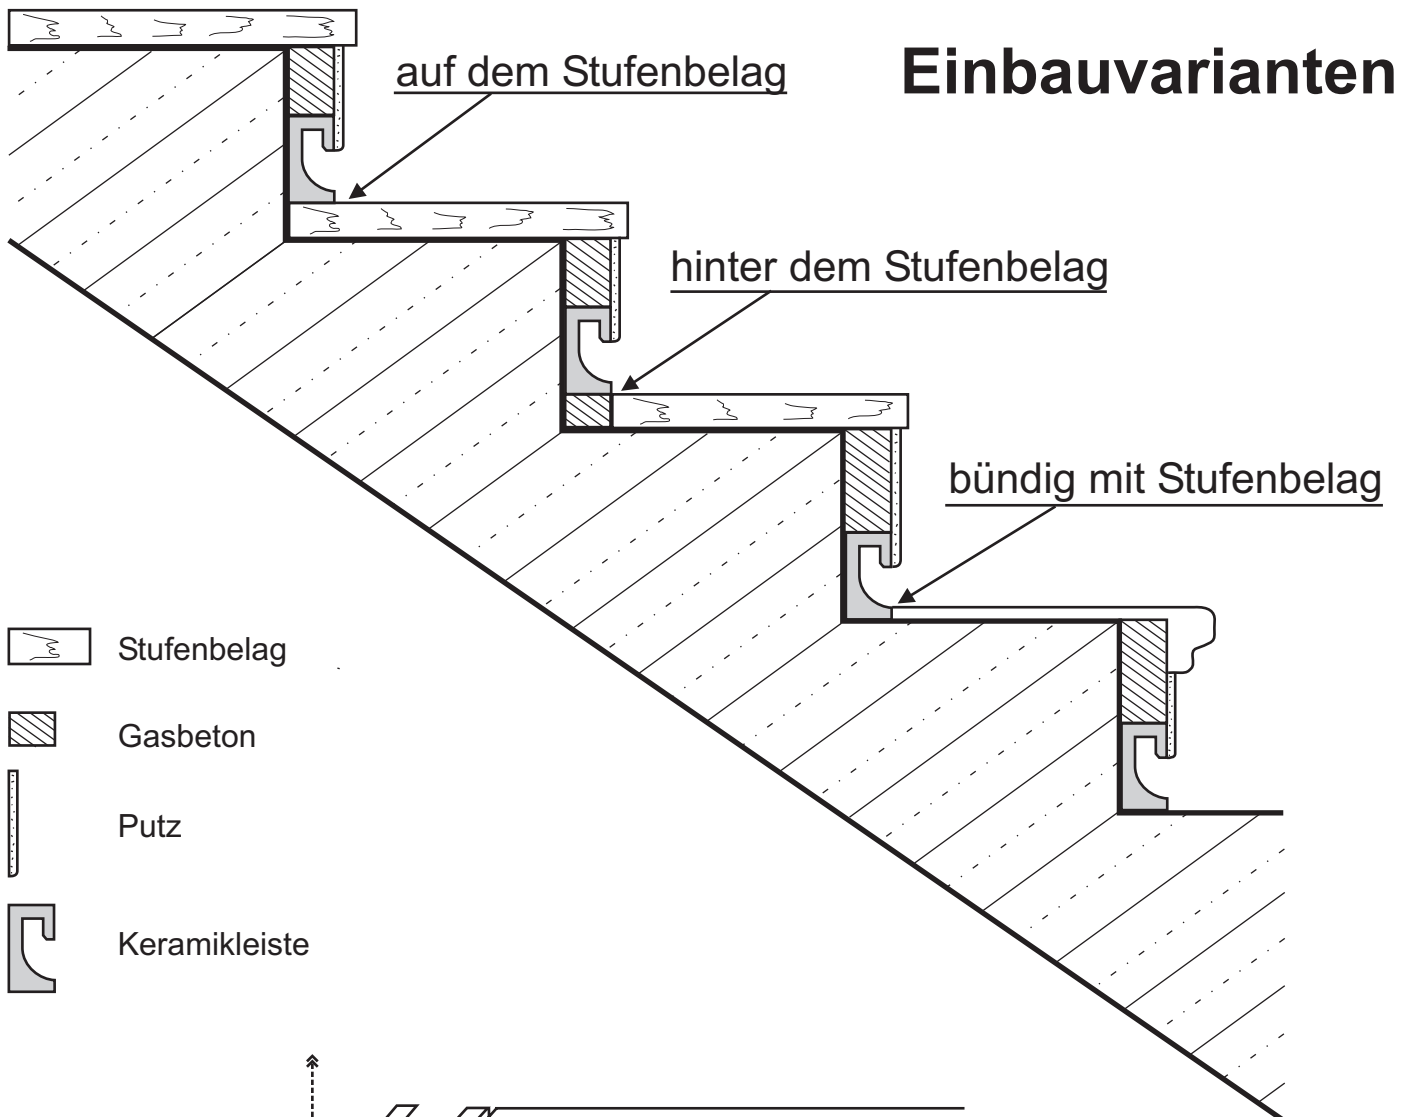 Einbauvarianten
auf dem Stufenbelag
hinter dem Stufenbelag
bündig mit Stufenbelag
Stufenbelag
Gasbeton
Putz
Keramikleiste